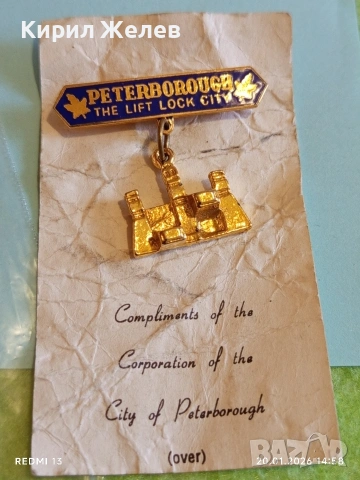 Кирил Желев
PETERBOROUGH
THE LIFT LOCK CITY
Compliments of the
Corporation of the
City of Peterborough
(over)
REDMI 13
20.01.2026 14:58
bazar